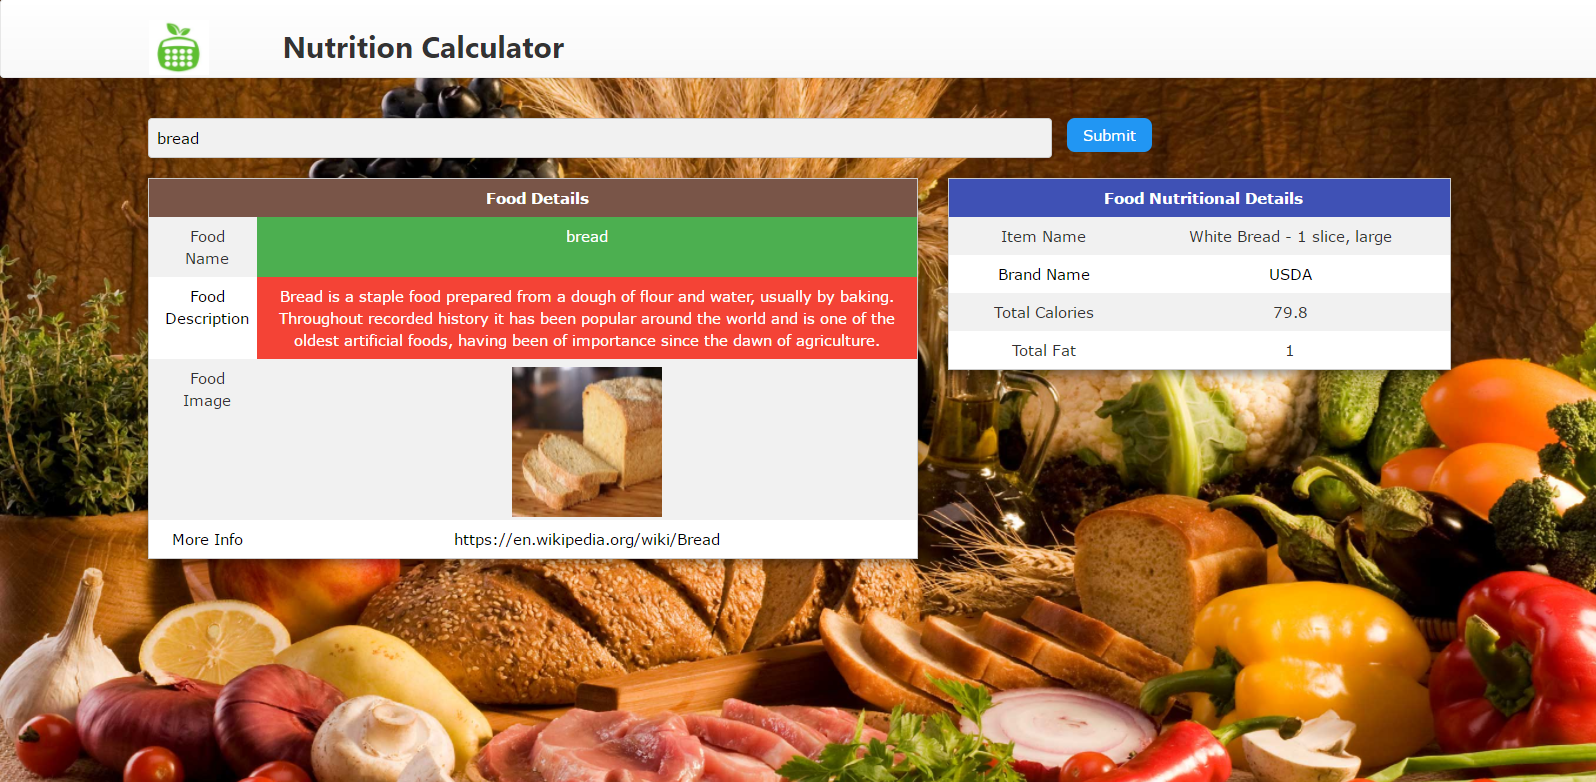 Nutrition Calculator
bread
Submit
Food Details
Food
Name
bread
Food
Description
Bread is a staple food prepared from a dough of flour and water, usually by baking.
Throughout recorded history it has been popular around the world and is one of the
oldest artificial foods, having been of importance since the dawn of agriculture.
Food
Image
More Info
https://en.wikipedia.org/wiki/Bread
Food Nutritional Details
Item Name White Bread - 1 slice, large
Brand Name USDA
Total Calories 79.8
Total Fat 1